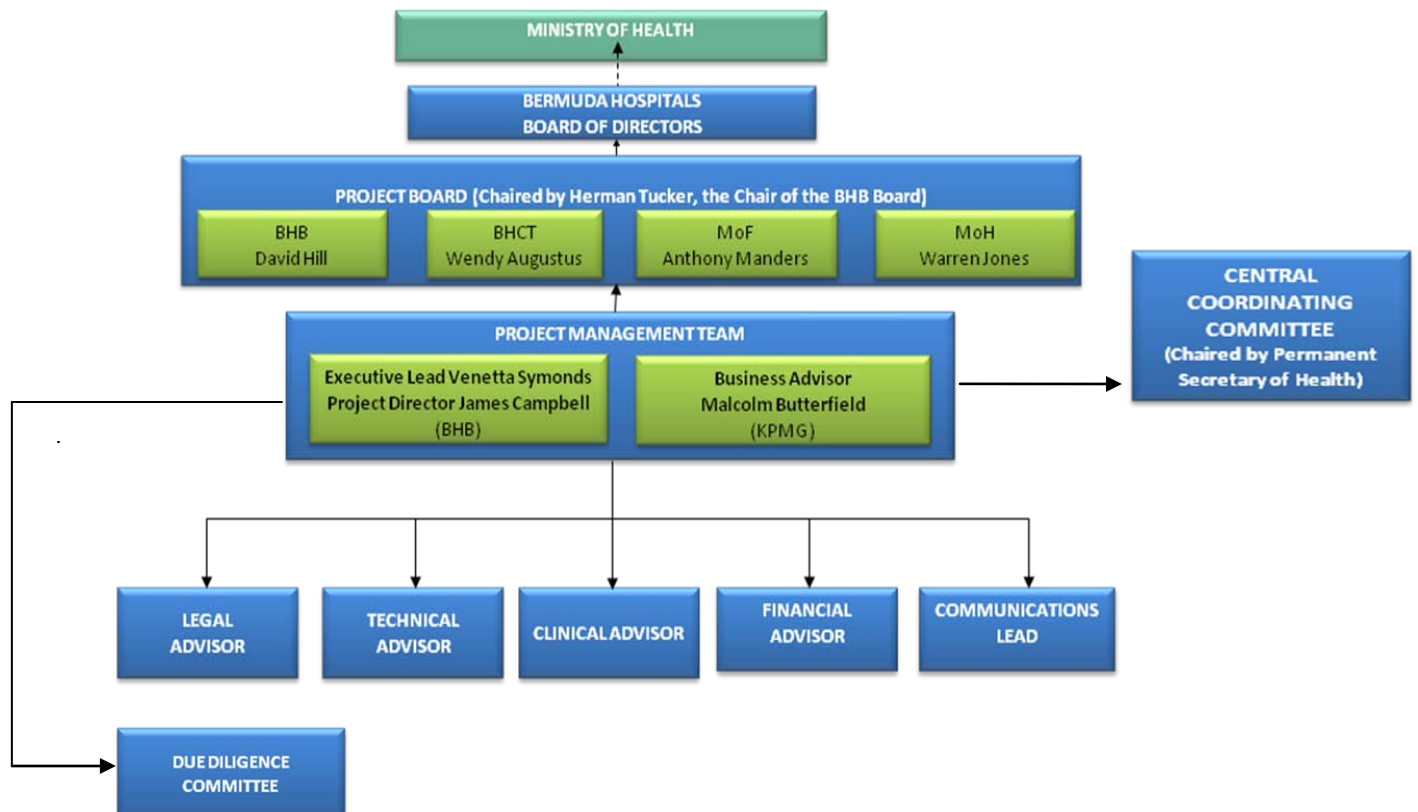 MINISTRY OF HEALTH
BERMUDA HOSPITALS
BOARD OF DIRECTORS
PROJECT BOARD (Chaired by Herman Tucker, the Chair of the BHB Board)
BHB
David Hill
BHCT
Wendy Augustus
MoF
Anthony Manders
MoH
Warren Jones
PROJECT MANAGEMENT TEAM
Executive Lead Venetta Symonds
Project Director James Campbell
(BHB)
Business Advisor
Malcolm Butterfield
(KPMG)
CENTRAL
COORDINATING
COMMITTEE
(Chaired by Permanent
Secretary of Health)
LEGAL
ADVISOR
TECHNICAL
ADVISOR
CLINICAL ADVISOR
FINANCIAL
ADVISOR
COMMUNICATIONS
LEAD
DUE DILIGENCE
COMMITTEE